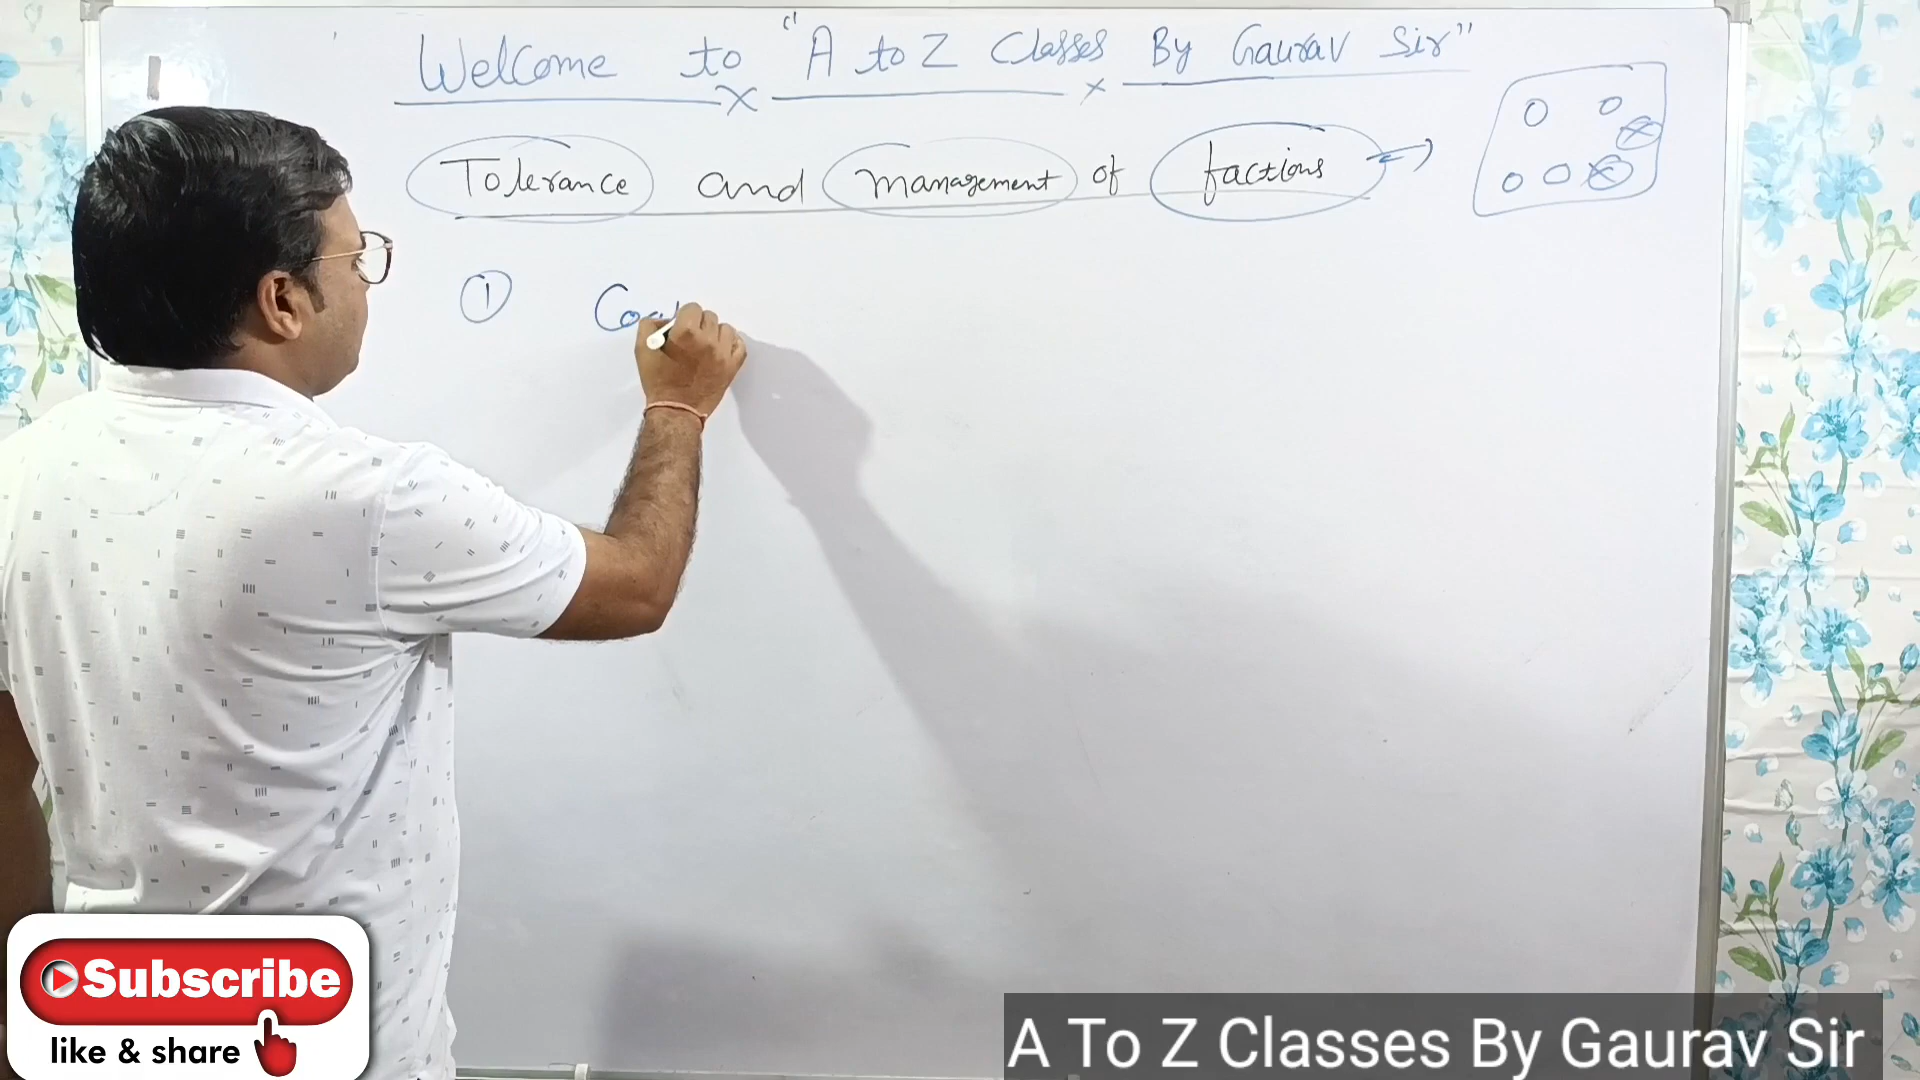 Welcome to "A to Z Classes By Gaurav Sir"
Tolerance and management of factions
1
Subscribe
like & share
A To Z Classes By Gaurav Sir